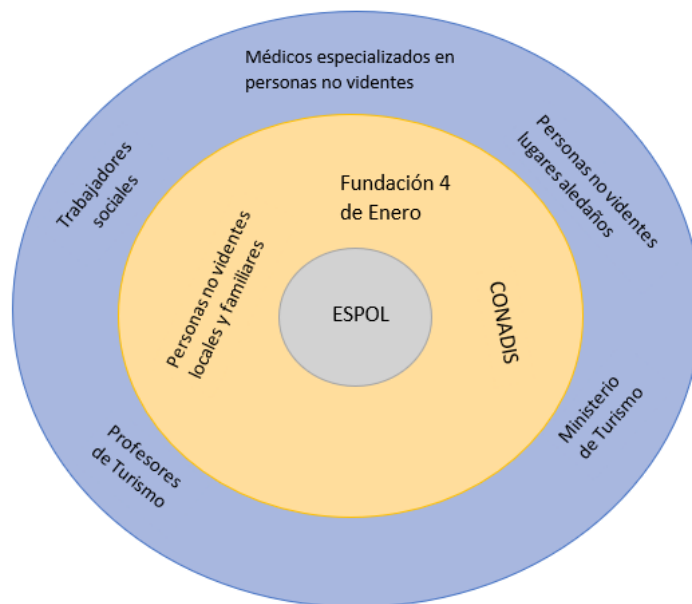 Médicos especializados en
personas no videntes
Trabajadores
sociales
Personas no videntes
lugares aledaños
Fundación 4
de Enero
Personas no videntes
locales y familiares
ESPOL
CONADIS
Profesores
de Turismo
Ministerio
de Turismo